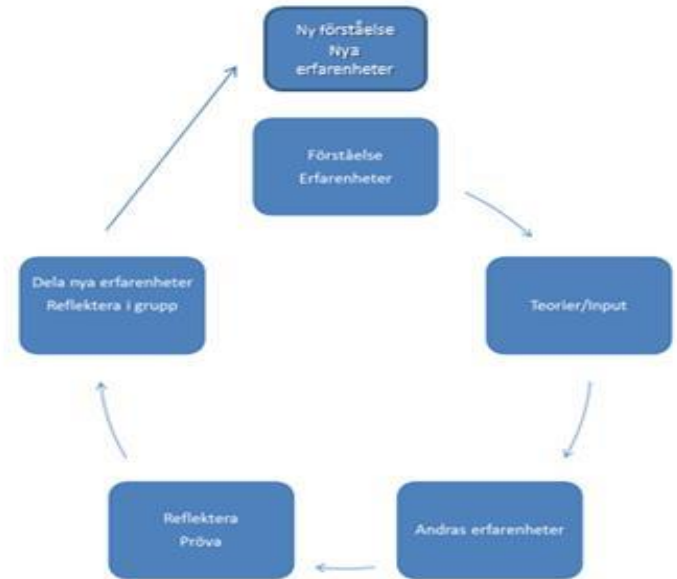 Ny förståelse
Nya
erfarenheter
Förståelse
Erfarenheter
Teorier/Input
Andras erfarenheter
Reflektera
Pröva
Dela nya erfarenheter
Reflektera i grupp